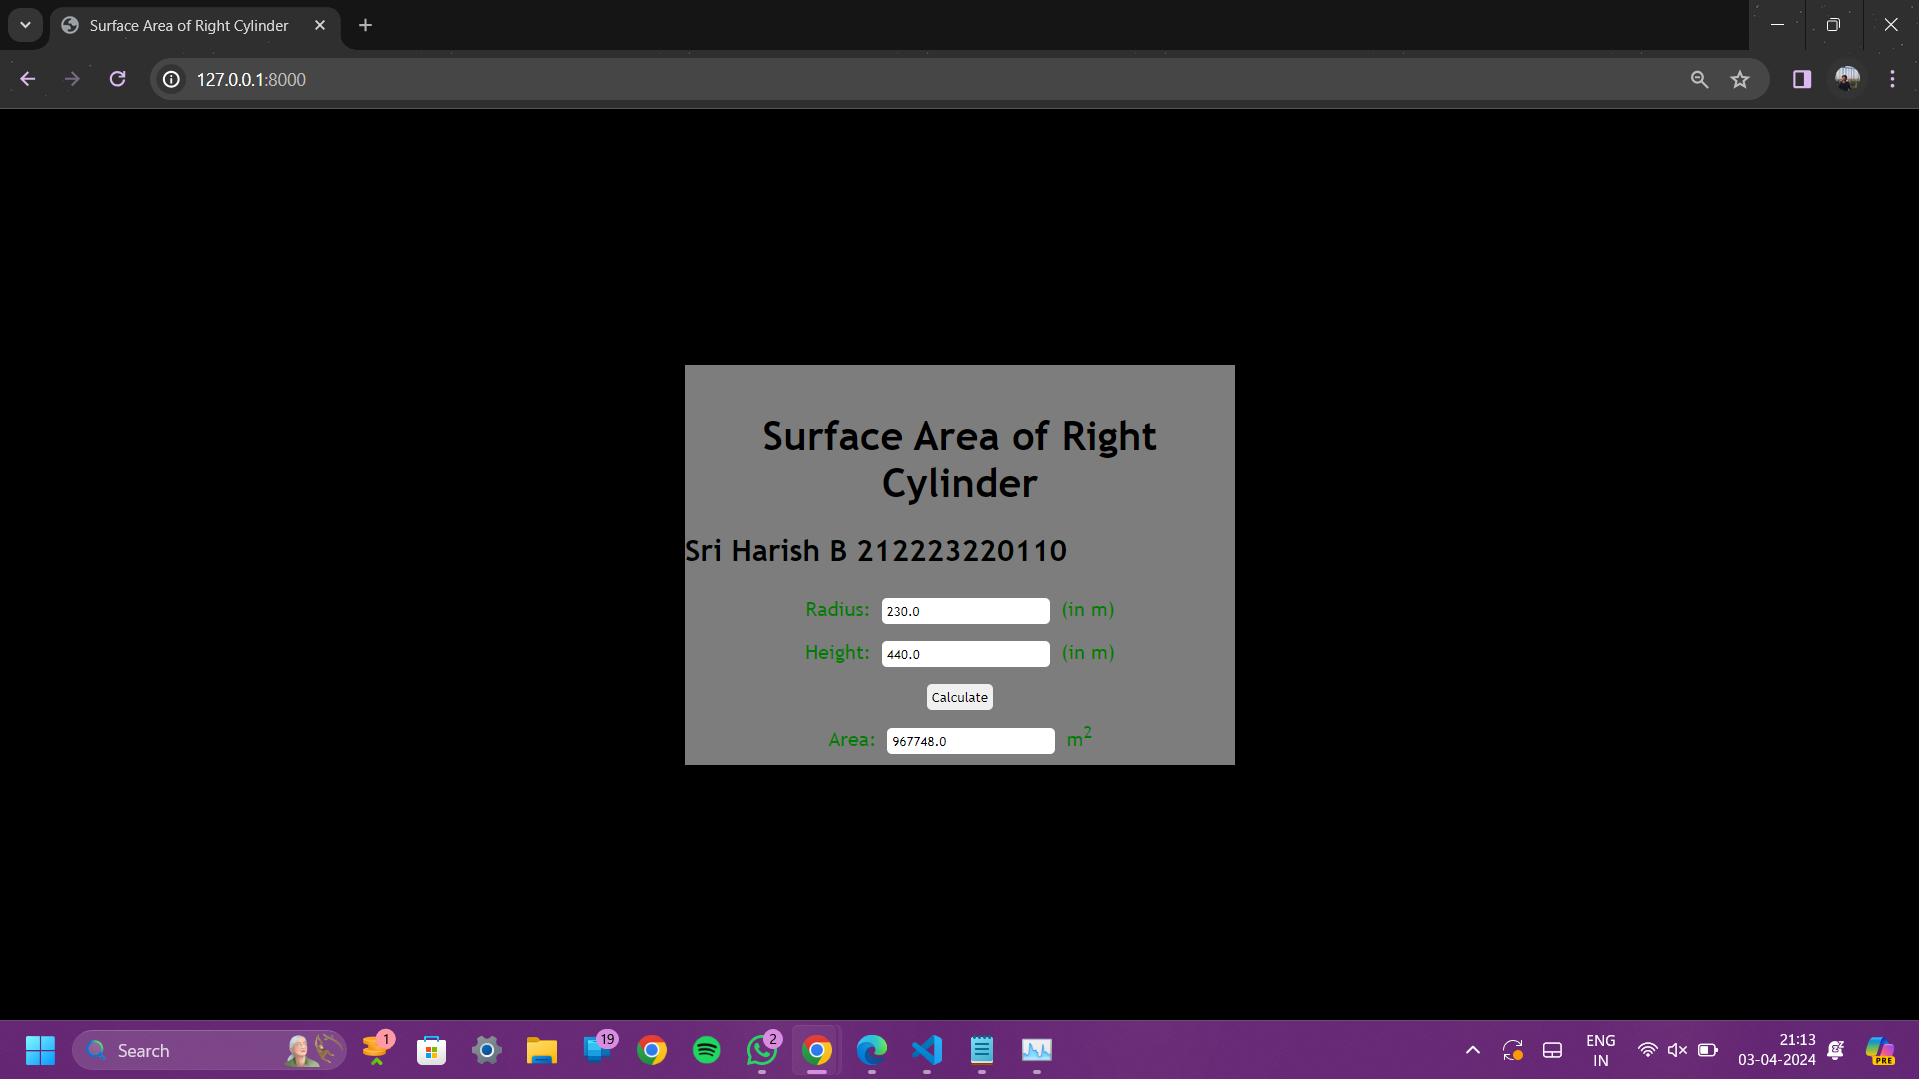 Surface Area of Right Cylinder
127.0.0.1:8000
Surface Area of Right
Cylinder
Sri Harish B 212223220110
Radius: 230.0 (in m)
Height: 440.0 (in m)
Calculate
Area: 967748.0 m2
Search
1
19
2
ENG
IN
21:13
03-04-2024
PRE